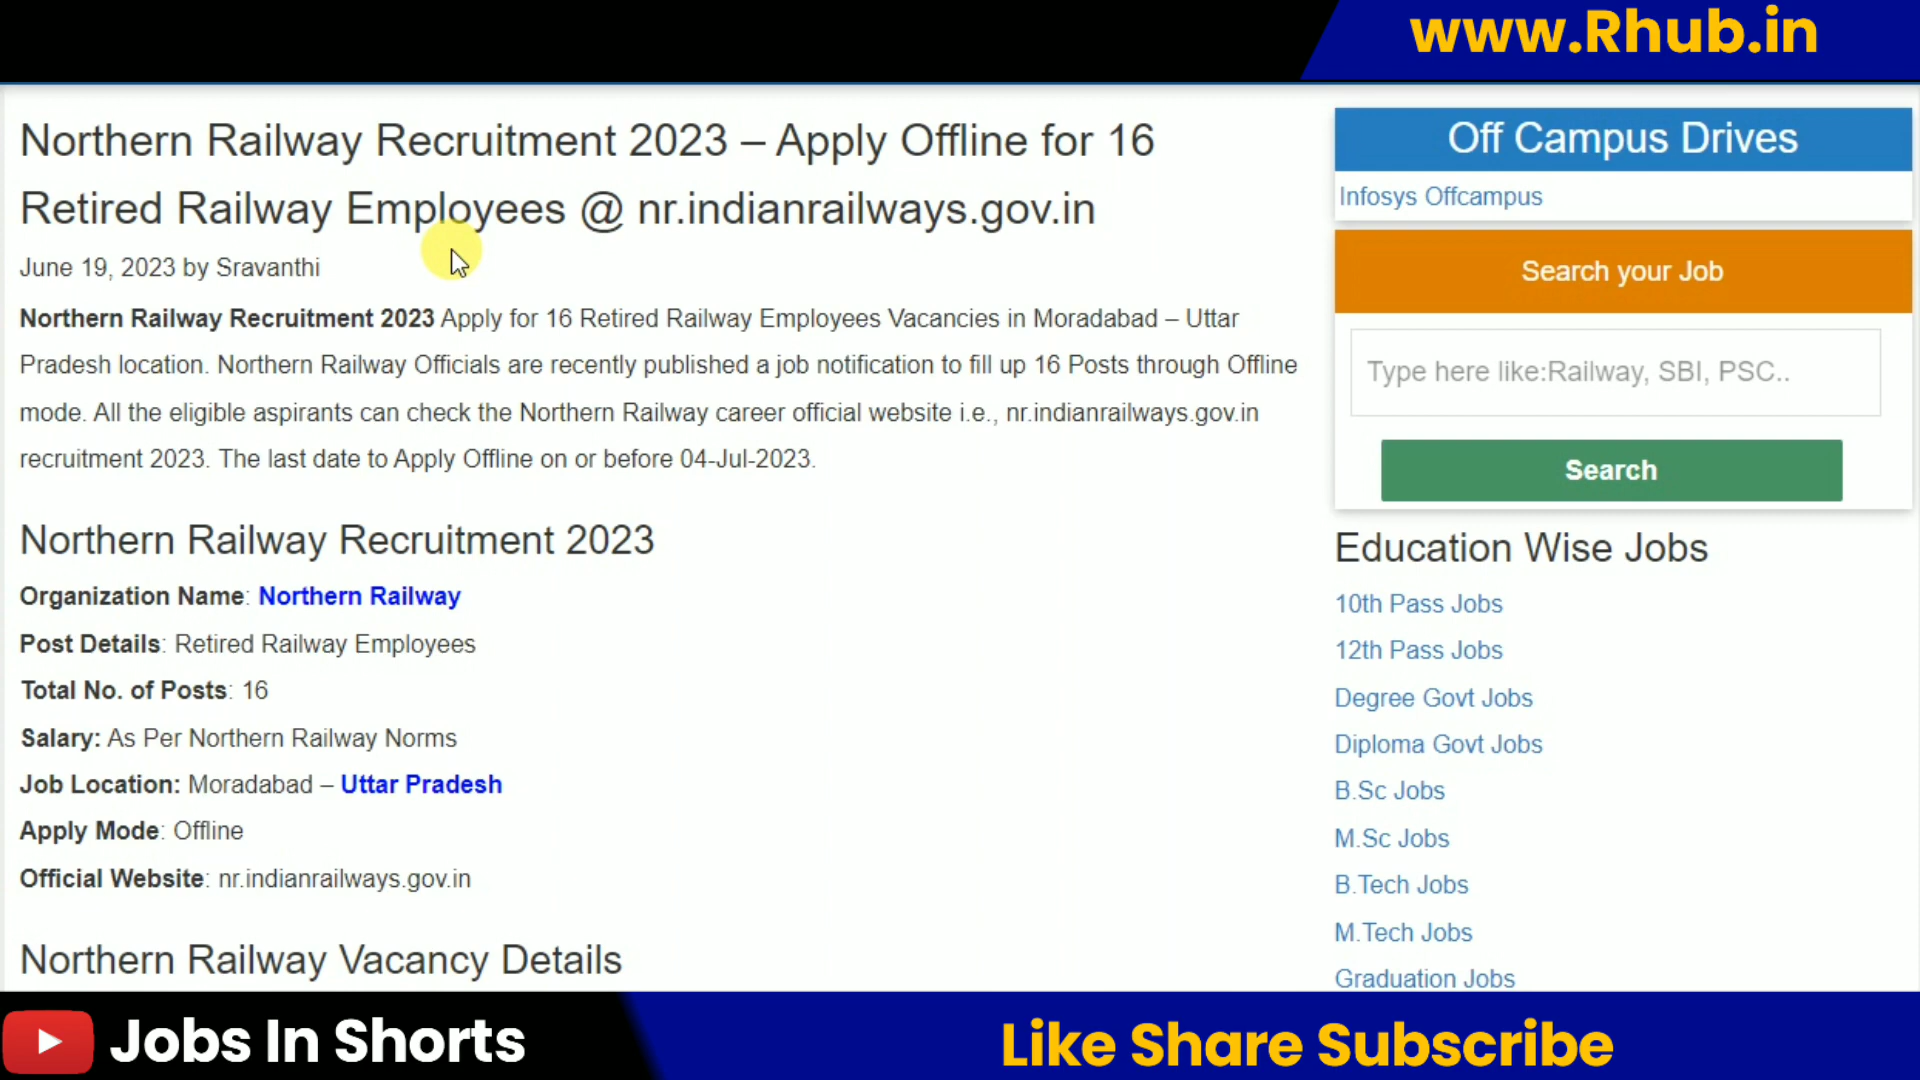 www.Rhub.in
Northern Railway Recruitment 2023 – Apply Offline for 16
Retired Railway Employees @ nr.indianrailways.gov.in
June 19, 2023 by Sravanthi
Northern Railway Recruitment 2023 Apply for 16 Retired Railway Employees Vacancies in Moradabad – Uttar
Pradesh location. Northern Railway Officials are recently published a job notification to fill up 16 Posts through Offline
mode. All the eligible aspirants can check the Northern Railway career official website i.e., nr.indianrailways.gov.in
recruitment 2023. The last date to Apply Offline on or before 04-Jul-2023.
Northern Railway Recruitment 2023
Organization Name: Northern Railway
Post Details: Retired Railway Employees
Total No. of Posts: 16
Salary: As Per Northern Railway Norms
Job Location: Moradabad – Uttar Pradesh
Apply Mode: Offline
Official Website: nr.indianrailways.gov.in
Northern Railway Vacancy Details
Off Campus Drives
Infosys Offcampus
Search your Job
Type here like:Railway, SBI, PSC..
Search
Education Wise Jobs
10th Pass Jobs
12th Pass Jobs
Degree Govt Jobs
Diploma Govt Jobs
B.Sc Jobs
M.Sc Jobs
B.Tech Jobs
M.Tech Jobs
Graduation Jobs
Jobs In Shorts
Like Share Subscribe